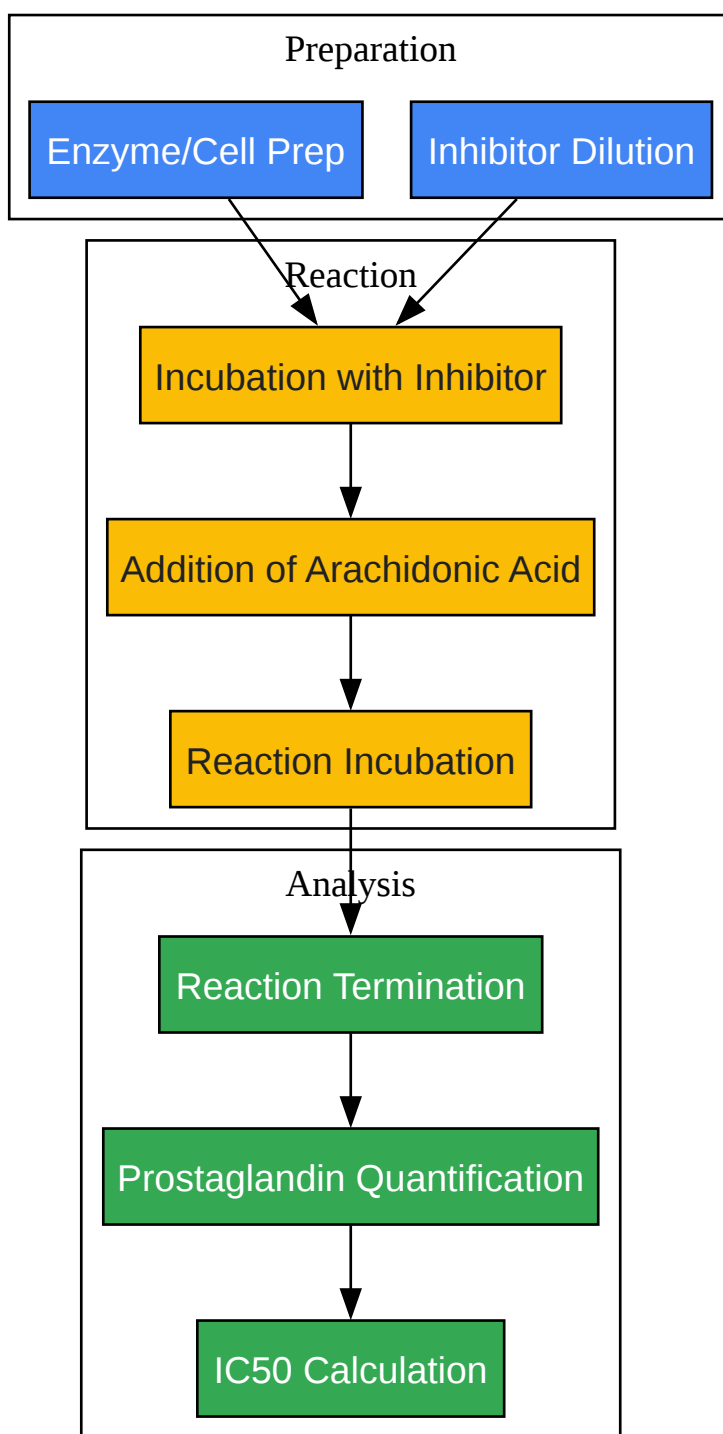 Preparation
Enzyme/Cell Prep
Inhibitor Dilution
Reaction
Incubation with Inhibitor
Addition of Arachidonic Acid
Reaction Incubation
Analysis
Reaction Termination
Prostaglandin Quantification
IC50 Calculation